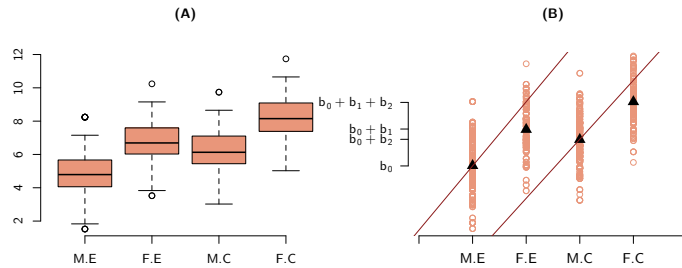 (A)
12
10
8
6
4
2
M.E F.E M.C F.C
(B)
b₀ + b₁ + b₂
b₀ + b₁
b₀ + b₂
b₀
M.E F.E M.C F.C